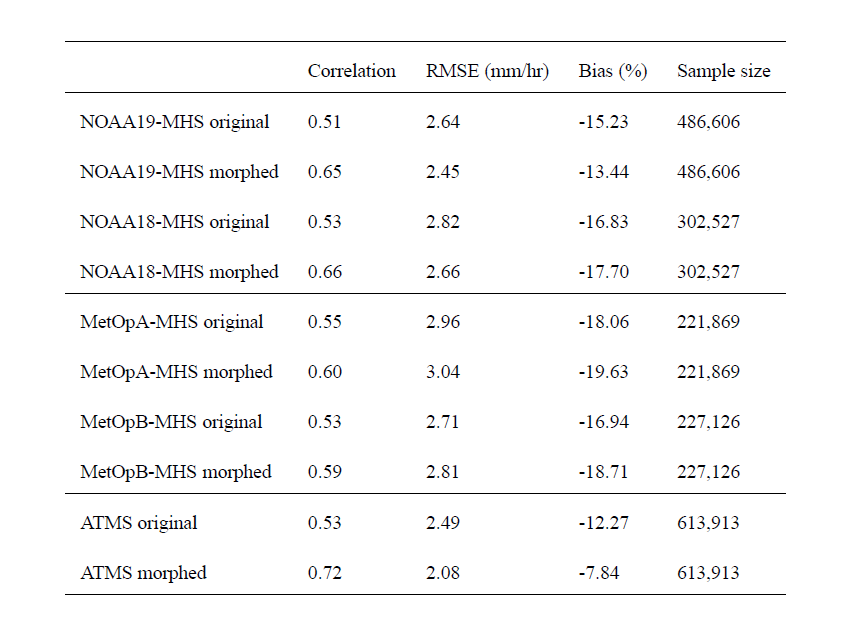 Correlation RMSE (mm/hr) Bias (%) Sample size
NOAA19-MHS original 0.51 2.64 -15.23 486,606
NOAA19-MHS morphed 0.65 2.45 -13.44 486,606
NOAA18-MHS original 0.53 2.82 -16.83 302,527
NOAA18-MHS morphed 0.66 2.66 -17.70 302,527
MetOpA-MHS original 0.55 2.96 -18.06 221,869
MetOpA-MHS morphed 0.60 3.04 -19.63 221,869
MetOpB-MHS original 0.53 2.71 -16.94 227,126
MetOpB-MHS morphed 0.59 2.81 -18.71 227,126
ATMS original 0.53 2.49 -12.27 613,913
ATMS morphed 0.72 2.08 -7.84 613,913